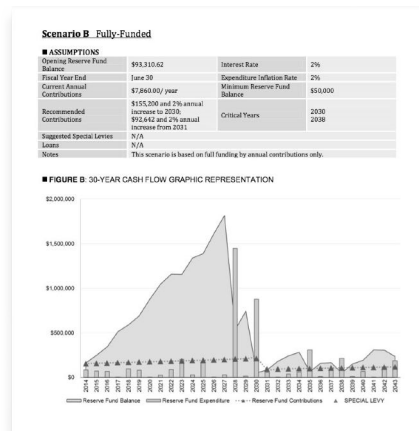 Scenario B Fully-Funded
■ ASSUMPTIONS
Opening Reserve Fund Balance $93,310.62 Interest Rate 2%
Fiscal Year End June 30 Expenditure Inflation Rate 2%
Current Annual Contributions $7,860.00/ year Minimum Reserve Fund Balance $50,000
Recommended Contributions $155,200 and 2% annual increase to 2030; $92,642 and 2% annual increase from 2031 Critical Years 2030 2038
Suggested Special Levies N/A
Loans N/A
Notes This scenario is based on full funding by annual contributions only.
■ FIGURE B: 30-YEAR CASH FLOW GRAPHIC REPRESENTATION
$2,000,000
$1,500,000
$1,000,000
$500,000
$0
2014 2015 2016 2017 2018 2019 2020 2021 2022 2023 2024 2025 2026 2027 2028 2029 2030 2031 2032 2033 2034 2035 2036 2037 2038 2039 2040 2041 2042 2043
Reserve Fund Balance Reserve Fund Expenditure Reserve Fund Contributions SPECIAL LEVY